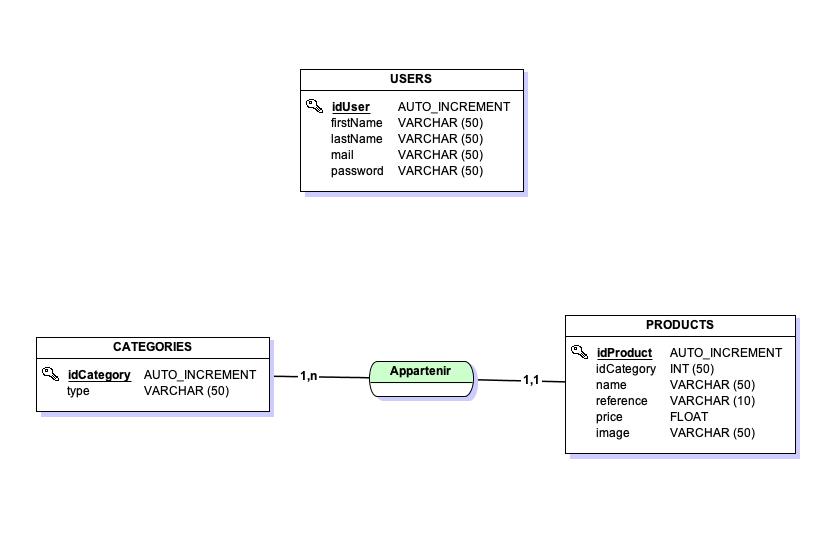 USERS
idUser AUTO_INCREMENT
firstName VARCHAR (50)
lastName VARCHAR (50)
mail VARCHAR (50)
password VARCHAR (50)
CATEGORIES
idCategory AUTO_INCREMENT
type VARCHAR (50)
1,n
Appartenir
1,1
PRODUCTS
idProduct AUTO_INCREMENT
idCategory INT (50)
name VARCHAR (50)
reference VARCHAR (10)
price FLOAT
image VARCHAR (50)